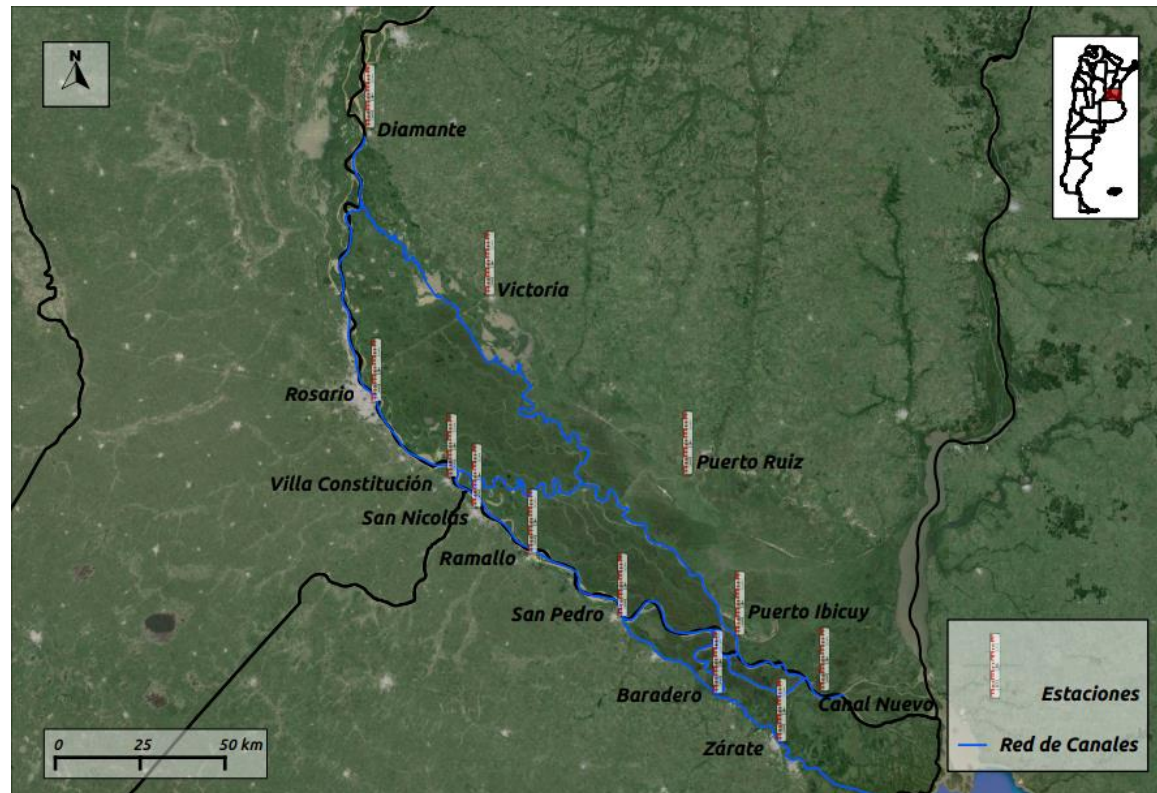 N
Diamante
Victoria
Rosario
Puerto Ruiz
Villa Constitución
San Nicolás
Ramallo
San Pedro
Puerto Ibicuy
Baradero
Canal Nuevo
Zárate
Estaciones
Red de Canales
0 25 50 km